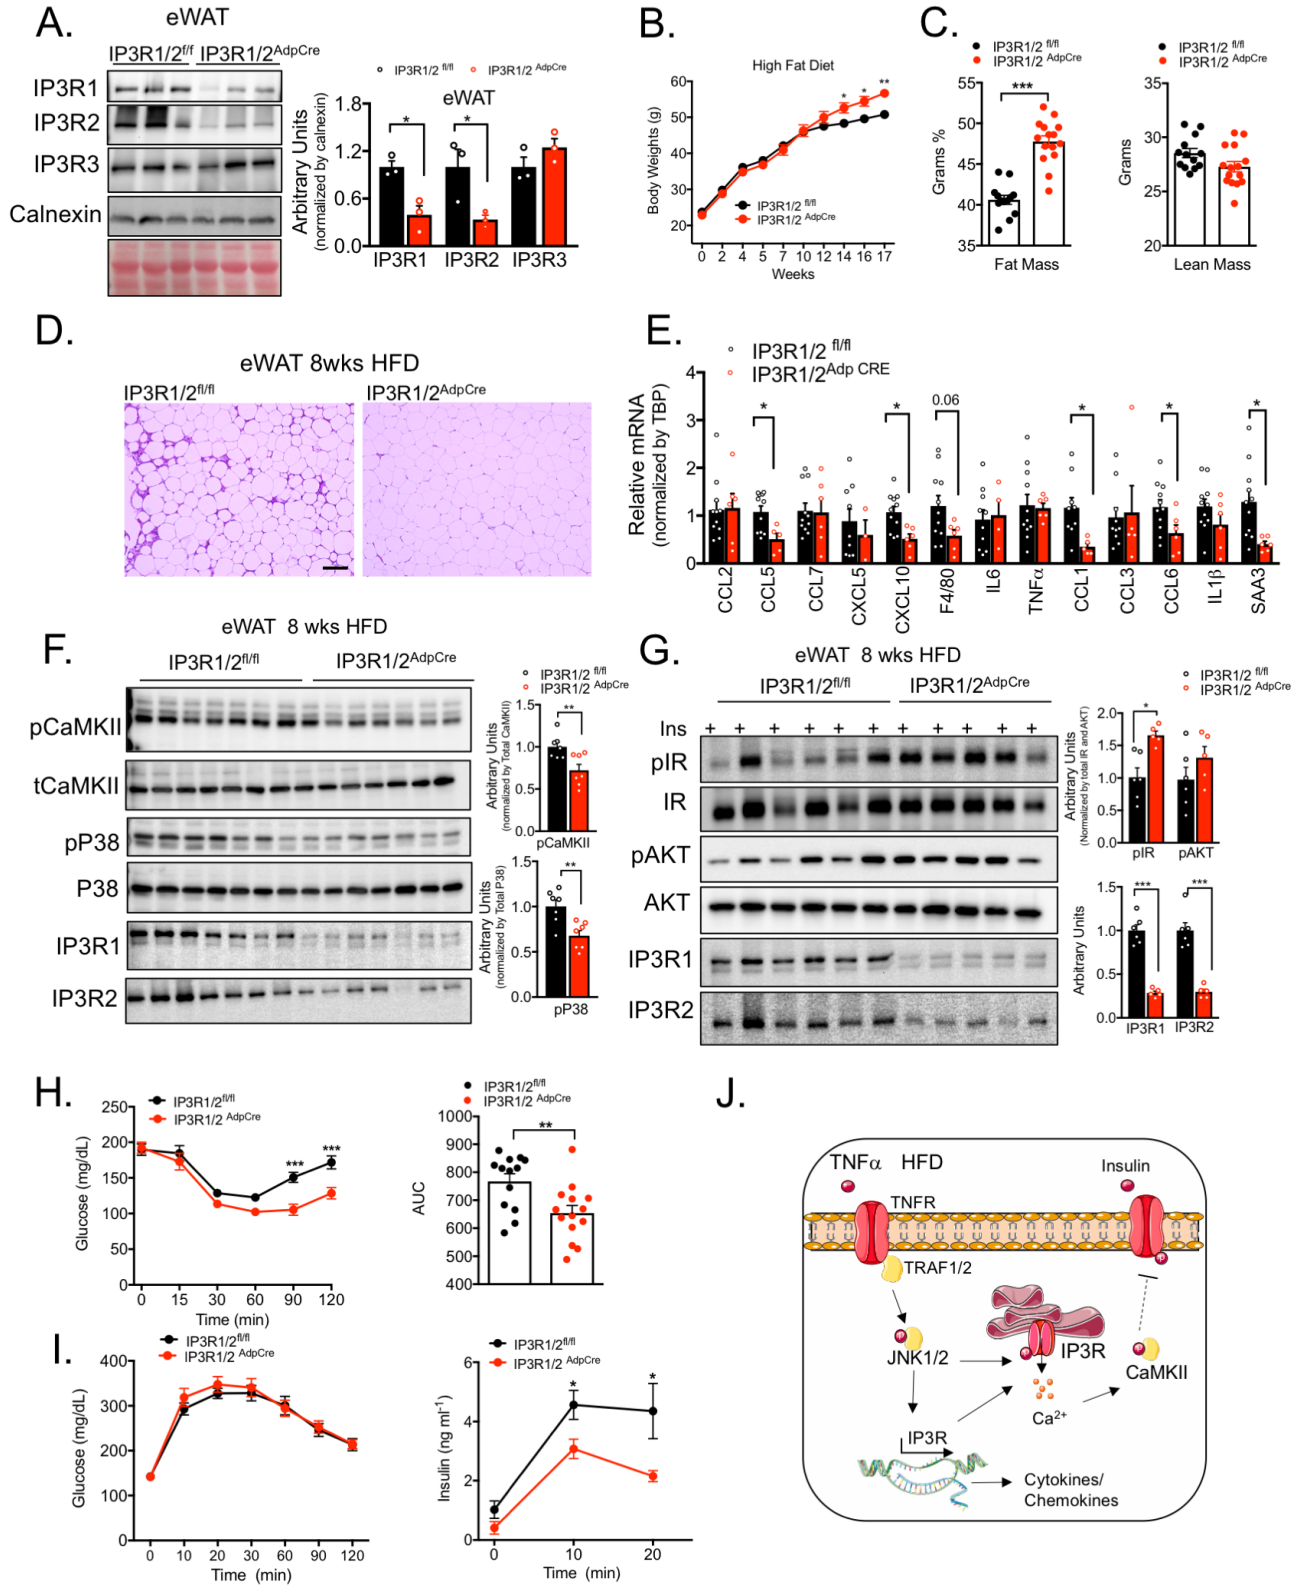 A.
eWAT
IP3R1/2f/f IP3R1/2AdpCre
IP3R1
IP3R2
IP3R3
Calnexin
IP3R1/2 fl/fl IP3R1/2 AdpCre
eWAT
Arbitrary Units
(normalized by calnexin)
1.8
1.2
0.6
0.0
* *
IP3R1 IP3R2 IP3R3
B.
High Fat Diet
Body Weights (g)
60
50
40
30
20
* * **
IP3R1/2 fl/fl
IP3R1/2 AdpCre
0 2 4 5 7 10 12 14 16 17
Weeks
C.
IP3R1/2 fl/fl
IP3R1/2 AdpCre
Grams %
55
50
45
40
35
***
Fat Mass
IP3R1/2 fl/fl
IP3R1/2 AdpCre
Grams
35
30
25
20
Lean Mass
D.
eWAT 8wks HFD
IP3R1/2fl/fl IP3R1/2AdpCre
E.
IP3R1/2 fl/fl
IP3R1/2Adp CRE
Relative mRNA
(normalized by TBP)
4
3
2
1
0
* * 0.06 * * *
CCL2 CCL5 CCL7 CXCL5 CXCL10 F4/80 IL6 TNFα CCL1 CCL3 CCL6 IL1β SAA3
F.
eWAT 8 wks HFD
IP3R1/2fl/fl IP3R1/2AdpCre
pCaMKII
tCaMKII
pP38
P38
IP3R1
IP3R2
IP3R1/2 fl/fl
IP3R1/2 AdpCre
Arbitrary Units
(normalized by Total CaMKII)
1.5
1.0
0.5
0.0
**
pCaMKII
Arbitrary Units
(normalized by Total P38)
1.5
1.0
0.5
0.0
**
pP38
G.
eWAT 8 wks HFD
IP3R1/2fl/fl IP3R1/2AdpCre
Ins + + + + + + + + + + +
pIR
IR
pAKT
AKT
IP3R1
IP3R2
IP3R1/2 fl/fl
IP3R1/2 AdpCre
Arbitrary Units
(Normalized by total IR and AKT)
2.0
1.5
1.0
0.5
0.0
*
pIR pAKT
Arbitrary Units
1.5
1.0
0.5
0.0
*** ***
IP3R1 IP3R2
H.
IP3R1/2fl/fl
IP3R1/2 AdpCre
Glucose (mg/dL)
250
200
150
100
50
0
*** ***
0 15 30 60 90 120
Time (min)
IP3R1/2fl/fl
IP3R1/2 AdpCre
AUC
1000
900
800
700
600
500
400
**
I.
IP3R1/2fl/fl
IP3R1/2 AdpCre
Glucose (mg/dL)
400
300
200
100
0
0 10 20 30 60 90 120
Time (min)
IP3R1/2fl/fl
IP3R1/2 AdpCre
Insulin (ng ml-1)
6
4
2
0
* *
0 10 20
Time (min)
J.
TNFα HFD
Insulin
TNFR
TRAF1/2
p
p
JNK1/2
p
IP3R
p
CaMKII
Ca2+
IP3R
Cytokines/
Chemokines